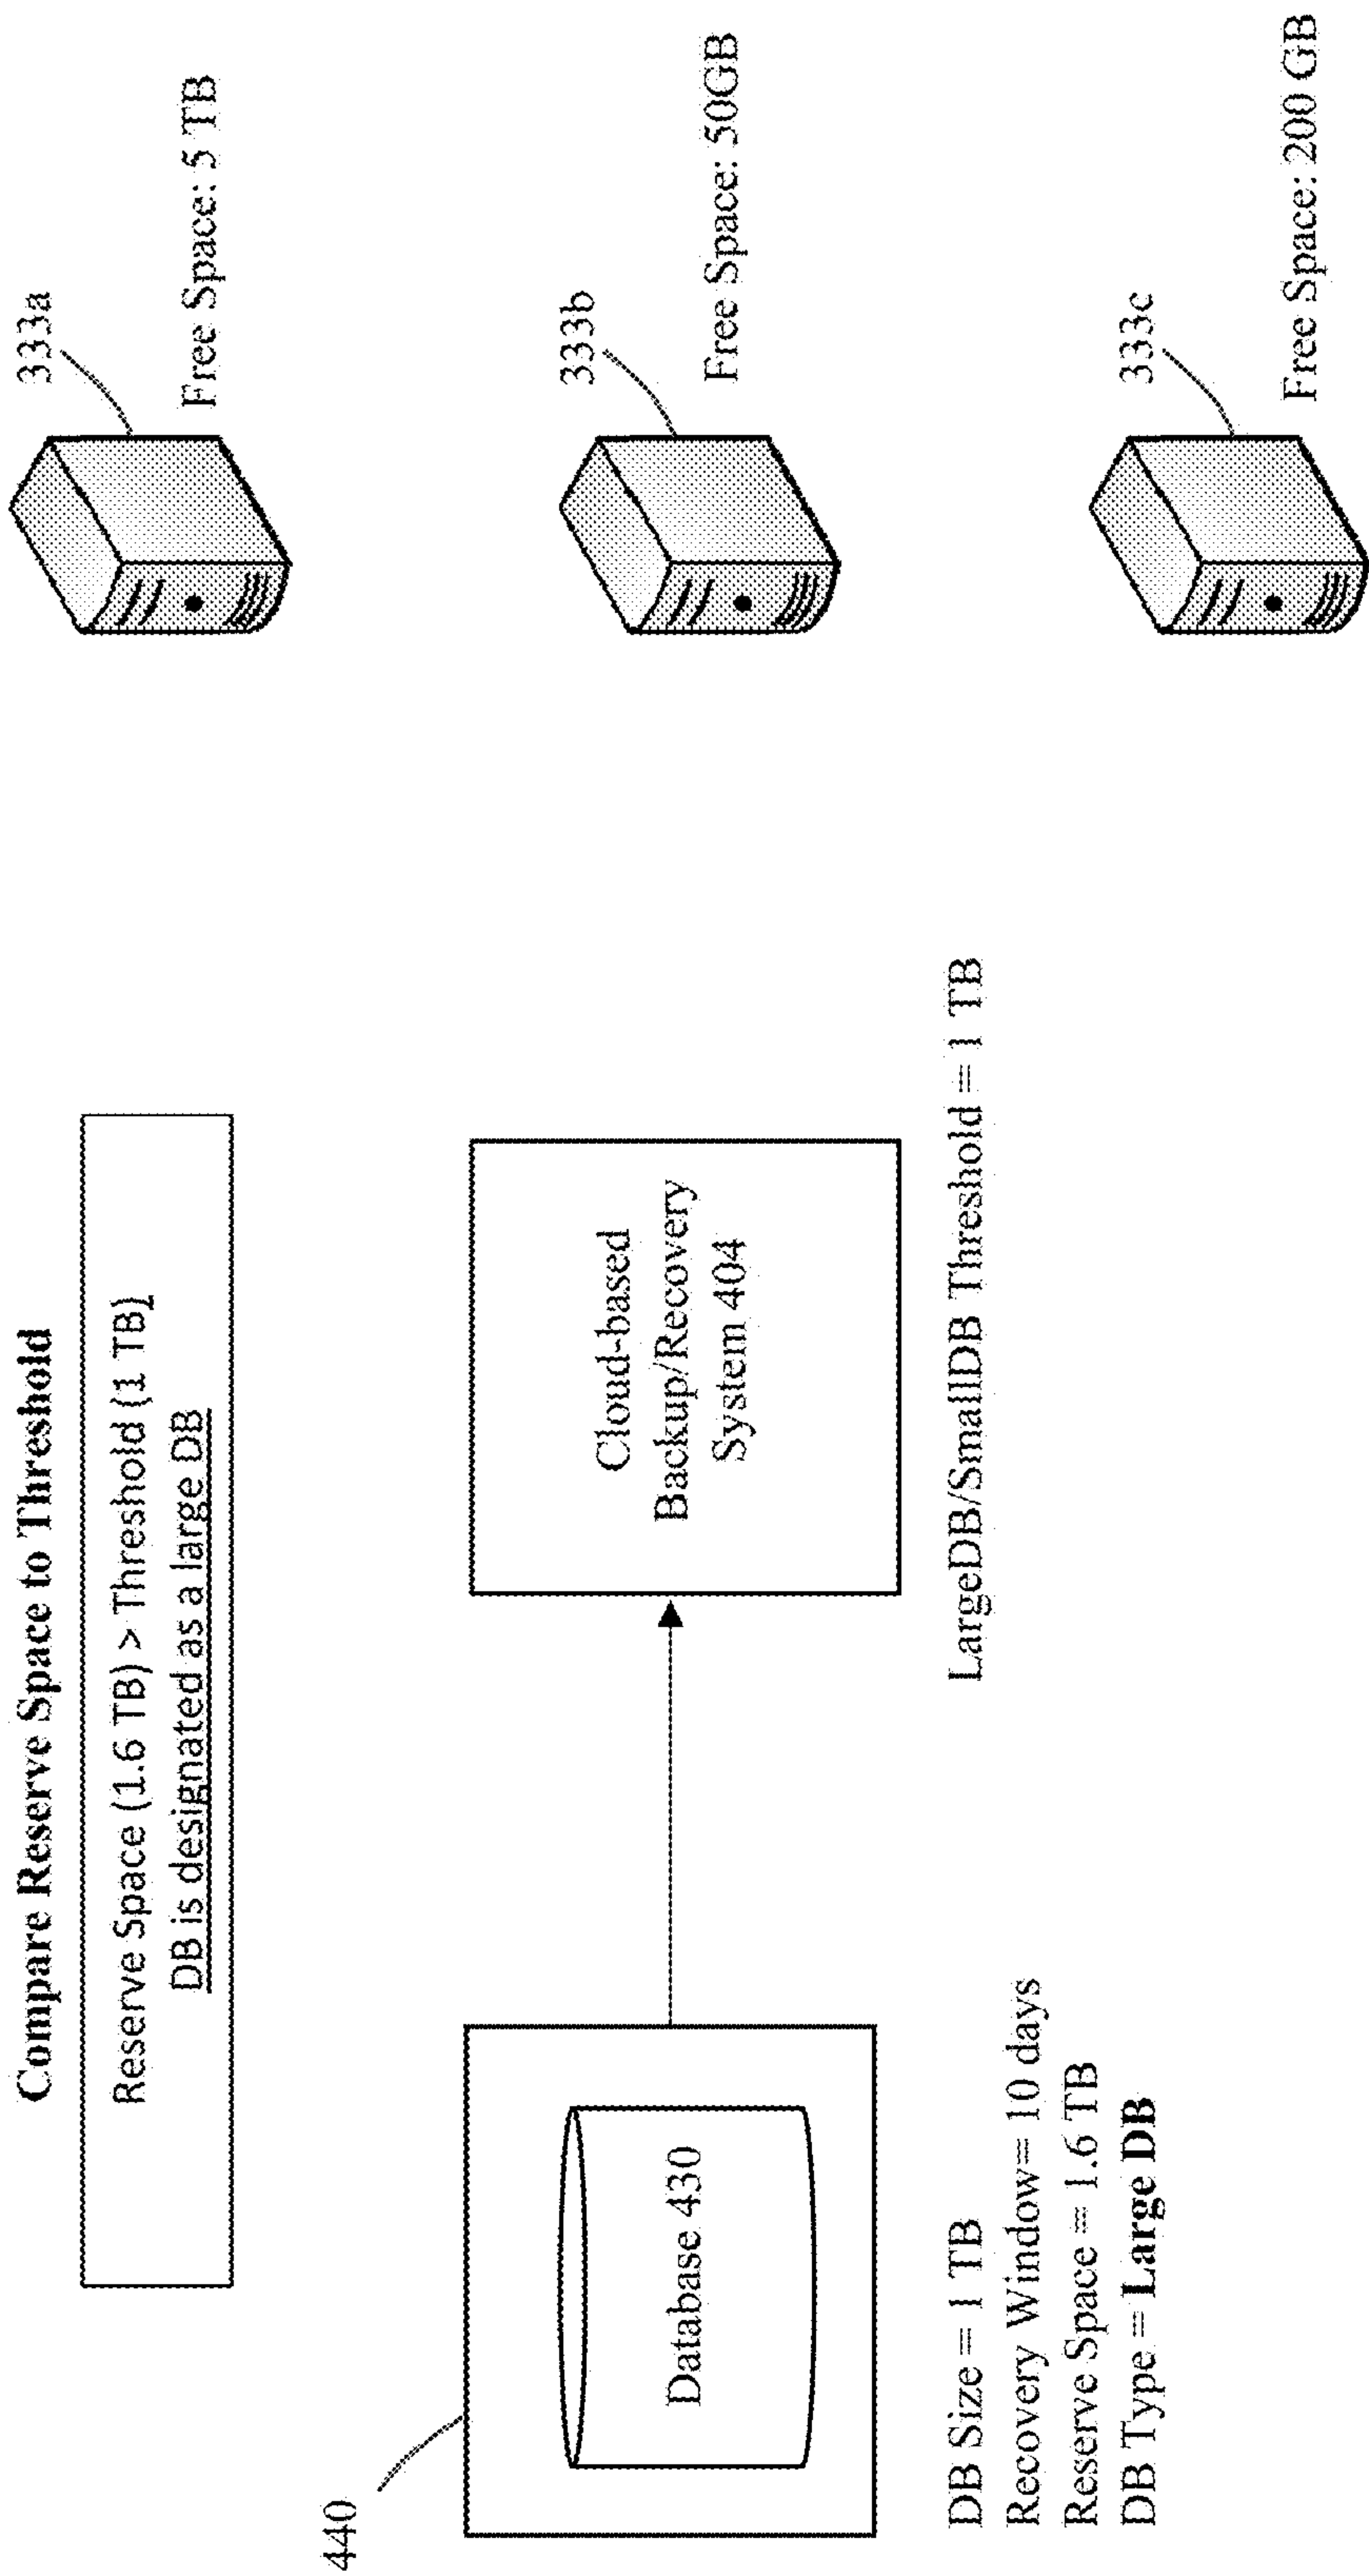 Compare Reserve Space to Threshold
Reserve Space (1.6 TB) > Threshold (1 TB)
DB is designated as a large DB
440
Database 430
DB Size = 1 TB
Recovery Window= 10 days
Reserve Space = 1.6 TB
DB Type = Large DB
Cloud-based
Backup/Recovery
System 404
LargeDB/SmallDB Threshold = 1 TB
333a
Free Space: 5 TB
333b
Free Space: 50GB
333c
Free Space: 200 GB